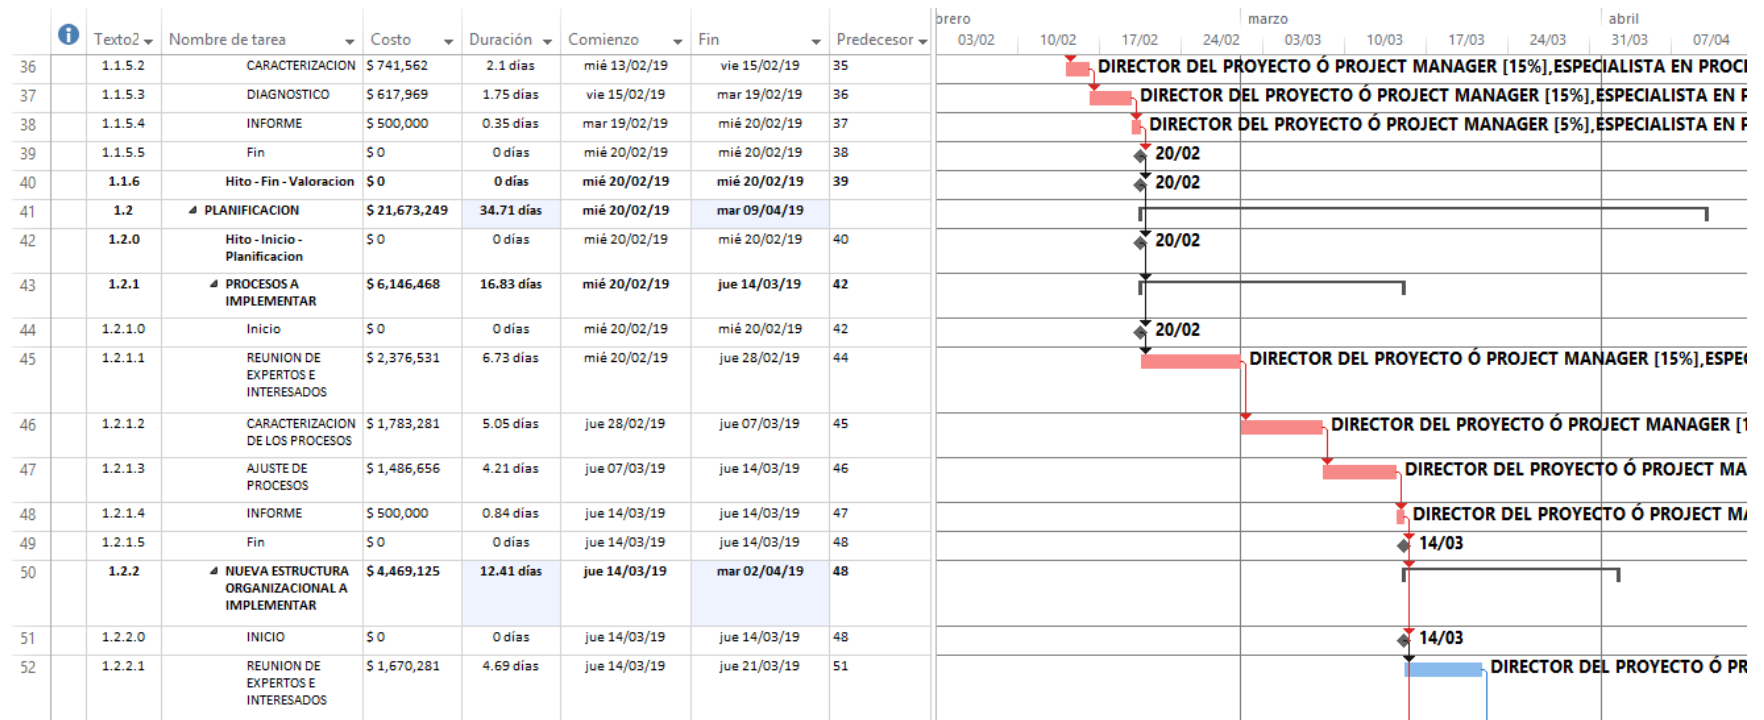 brero marzo abril
Texto2 Nombre de tarea Costo Duración Comienzo Fin Predecesor 03/02 10/02 17/02 24/02 03/03 10/03 17/03 24/03 31/03 07/04
36 1.1.5.2 CARACTERIZACION $ 741,562 2.1 días mié 13/02/19 vie 15/02/19 35 DIRECTOR DEL PROYECTO Ó PROJECT MANAGER [15%],ESPECIALISTA EN PROCE
37 1.1.5.3 DIAGNOSTICO $ 617,969 1.75 días vie 15/02/19 mar 19/02/19 36 DIRECTOR DEL PROYECTO Ó PROJECT MANAGER [15%],ESPECIALISTA EN P
38 1.1.5.4 INFORME $ 500,000 0.35 días mar 19/02/19 mié 20/02/19 37 DIRECTOR DEL PROYECTO Ó PROJECT MANAGER [5%],ESPECIALISTA EN P
39 1.1.5.5 Fin $ 0 0 días mié 20/02/19 mié 20/02/19 38 20/02
40 1.1.6 Hito - Fin - Valoracion $ 0 0 días mié 20/02/19 mié 20/02/19 39 20/02
41 1.2 PLANIFICACION $ 21,673,249 34.71 días mié 20/02/19 mar 09/04/19
42 1.2.0 Hito - Inicio - $ 0 0 días mié 20/02/19 mié 20/02/19 40 20/02
Planificacion
43 1.2.1 PROCESOS A $ 6,146,468 16.83 días mié 20/02/19 jue 14/03/19 42
IMPLEMENTAR
44 1.2.1.0 Inicio $ 0 0 días mié 20/02/19 mié 20/02/19 42 20/02
45 1.2.1.1 REUNION DE $ 2,376,531 6.73 días mié 20/02/19 jue 28/02/19 44 DIRECTOR DEL PROYECTO Ó PROJECT MANAGER [15%],ESPE
EXPERTOS E
INTERESADOS
46 1.2.1.2 CARACTERIZACION $ 1,783,281 5.05 días jue 28/02/19 jue 07/03/19 45 DIRECTOR DEL PROYECTO Ó PROJECT MANAGER [1
DE LOS PROCESOS
47 1.2.1.3 AJUSTE DE $ 1,486,656 4.21 días jue 07/03/19 jue 14/03/19 46 DIRECTOR DEL PROYECTO Ó PROJECT MA
PROCESOS
48 1.2.1.4 INFORME $ 500,000 0.84 días jue 14/03/19 jue 14/03/19 47 DIRECTOR DEL PROYECTO Ó PROJECT MA
49 1.2.1.5 Fin $ 0 0 días jue 14/03/19 jue 14/03/19 48 14/03
50 1.2.2 NUEVA ESTRUCTURA $ 4,469,125 12.41 días jue 14/03/19 mar 02/04/19 48
ORGANIZACIONAL A
IMPLEMENTAR
51 1.2.2.0 INICIO $ 0 0 días jue 14/03/19 jue 14/03/19 48 14/03
52 1.2.2.1 REUNION DE $ 1,670,281 4.69 días jue 14/03/19 jue 21/03/19 51 DIRECTOR DEL PROYECTO Ó PR
EXPERTOS E
INTERESADOS